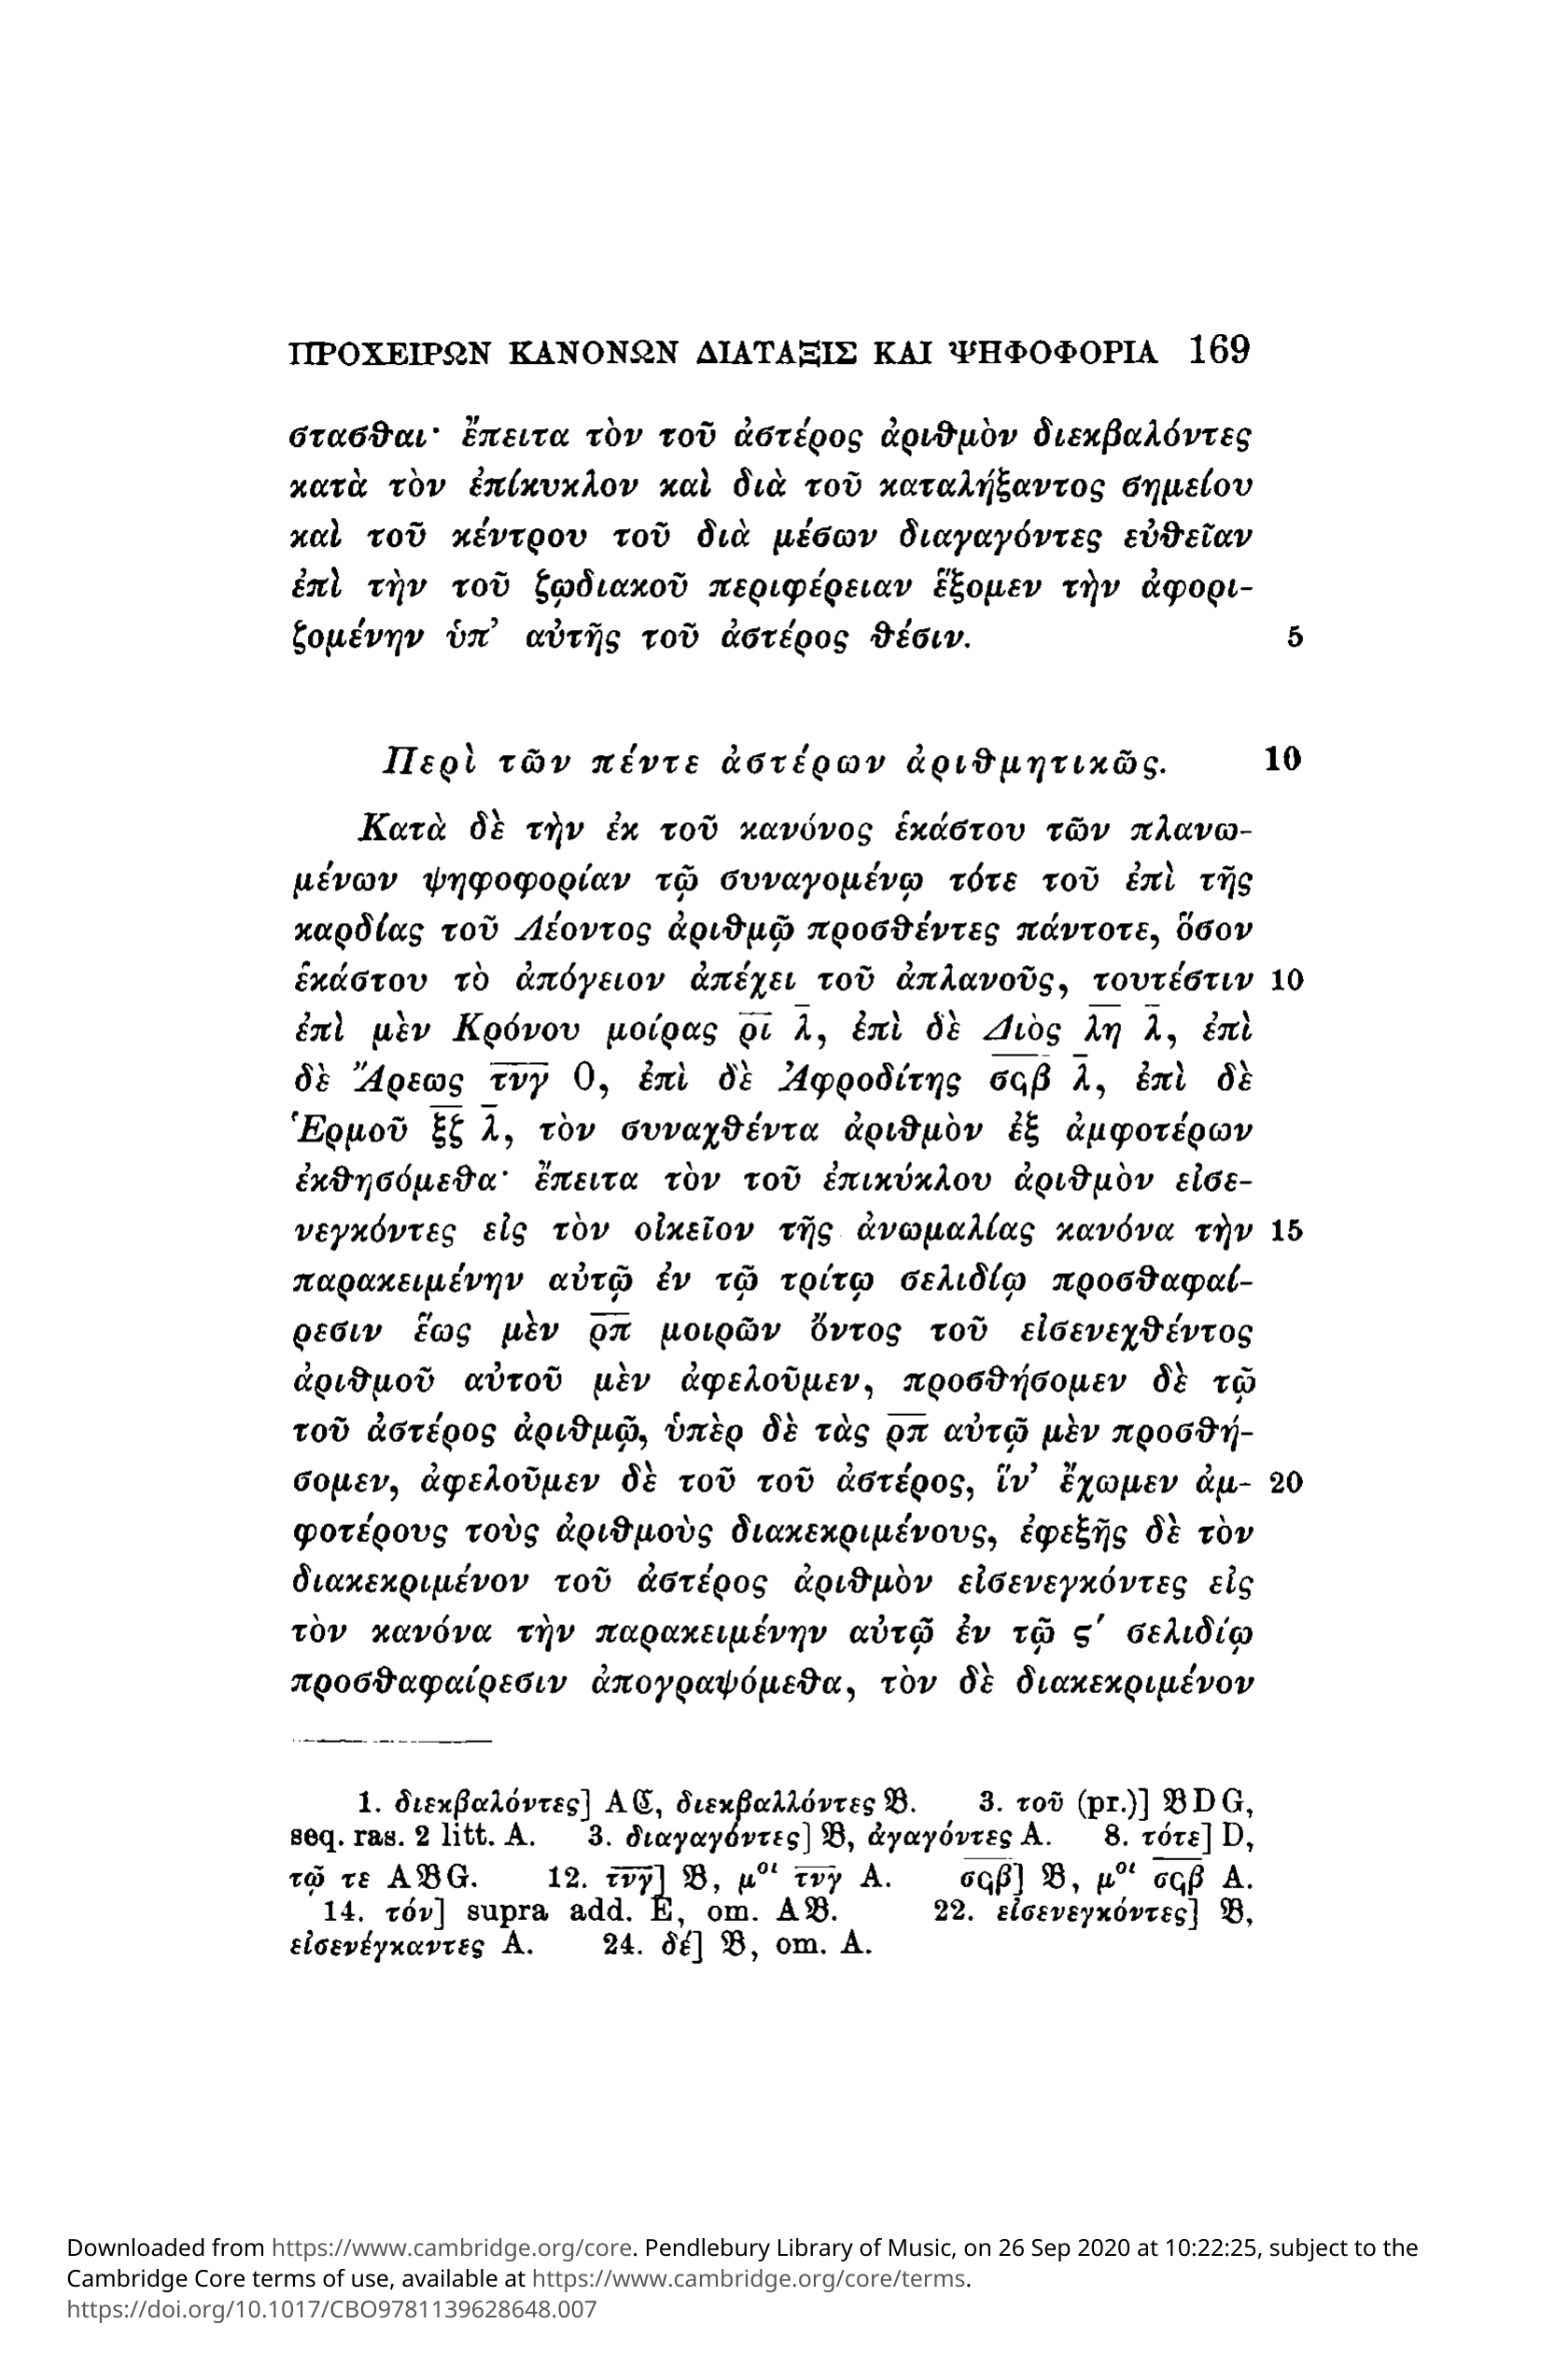 ΠΡΟΧΕΙΡΩΝ ΚΑΝΟΝΩΝ ΔΙΑΤΑΞΙΣ ΚΑΙ ΨΗΦΟΦΟΡΙΑ 169
στασθαι· ἔπειτα τὸν τοῦ ἀστέρος ἀριθμὸν διεκβαλόντες
κατὰ τὸν ἐπίκυκλον καὶ διὰ τοῦ καταλήξαντος σημείου
καὶ τοῦ κέντρου τοῦ διὰ μέσων διαγαγόντες εὐθεῖαν
ἐπὶ τὴν τοῦ ζῳδιακοῦ περιφέρειαν ἕξομεν τὴν ἀφορι-
ζομένην ὑπ’ αὐτῆς τοῦ ἀστέρος θέσιν. 5
Περὶ τῶν πέντε ἀστέρων ἀριθμητικῶς. 10
Κατὰ δὲ τὴν ἐκ τοῦ κανόνος ἑκάστου τῶν πλανω-
μένων ψηφοφορίαν τῷ συναγομένῳ τότε τοῦ ἐπὶ τῆς
καρδίας τοῦ Λέοντος ἀριθμῷ προσθέντες πάντοτε, ὅσον
ἑκάστου τὸ ἀπόγειον ἀπέχει τοῦ ἀπλανοῦς, τουτέστιν 10
ἐπὶ μὲν Κρόνου μοίρας ρ̅ι̅ λ̅, ἐπὶ δὲ Διὸς λ̅η̅ λ̅, ἐπὶ
δὲ Ἄρεως τ̅ν̅γ̅ 0, ἐπὶ δὲ Ἀφροδίτης σ̅ϥ̅β̅ λ̅, ἐπὶ δὲ
Ἑρμοῦ ξ̅ζ̅ λ̅, τὸν συναχθέντα ἀριθμὸν ἐξ ἀμφοτέρων
ἐκθησόμεθα· ἔπειτα τὸν τοῦ ἐπικύκλου ἀριθμὸν εἰσε-
νεγκόντες εἰς τὸν οἰκεῖον τῆς ἀνωμαλίας κανόνα τὴν 15
παρακειμένην αὐτῷ ἐν τῷ τρίτῳ σελιδίῳ προσθαφαί-
ρεσιν ἕως μὲν ρ̅π̅ μοιρῶν ὄντος τοῦ εἰσενεχθέντος
ἀριθμοῦ αὐτοῦ μὲν ἀφελοῦμεν, προσθήσομεν δὲ τῷ
τοῦ ἀστέρος ἀριθμῷ, ὑπὲρ δὲ τὰς ρ̅π̅ αὐτῷ μὲν προσθή-
σομεν, ἀφελοῦμεν δὲ τοῦ τοῦ ἀστέρος, ἵν’ ἔχωμεν ἀμ- 20
φοτέρους τοὺς ἀριθμοὺς διακεκριμένους, ἐφεξῆς δὲ τὸν
διακεκριμένον τοῦ ἀστέρος ἀριθμὸν εἰσενεγκόντες εἰς
τὸν κανόνα τὴν παρακειμένην αὐτῷ ἐν τῷ ϛ′ σελιδίῳ
προσθαφαίρεσιν ἀπογραψόμεθα, τὸν δὲ διακεκριμένον
1. διεκβαλόντες] Aℭ, διεκβαλλόντες 𝔅. 3. τοῦ (pr.)] 𝔅DG,
seq. ras. 2 litt. A. 3. διαγαγόντες] 𝔅, ἀγαγόντες A. 8. τότε] D,
τῷ τε A𝔅G. 12. τ̅ν̅γ̅] 𝔅, μᵒⁱ τ̅ν̅γ̅ A. σ̅ϥ̅β̅] 𝔅, μᵒⁱ σ̅ϥ̅β̅ A.
14. τόν] supra add. E, om. A𝔅. 22. εἰσενεγκόντες] 𝔅,
εἰσενέγκαντες A. 24. δέ] 𝔅, om. A.
Downloaded from https://www.cambridge.org/core. Pendlebury Library of Music, on 26 Sep 2020 at 10:22:25, subject to the
Cambridge Core terms of use, available at https://www.cambridge.org/core/terms.
https://doi.org/10.1017/CBO9781139628648.007